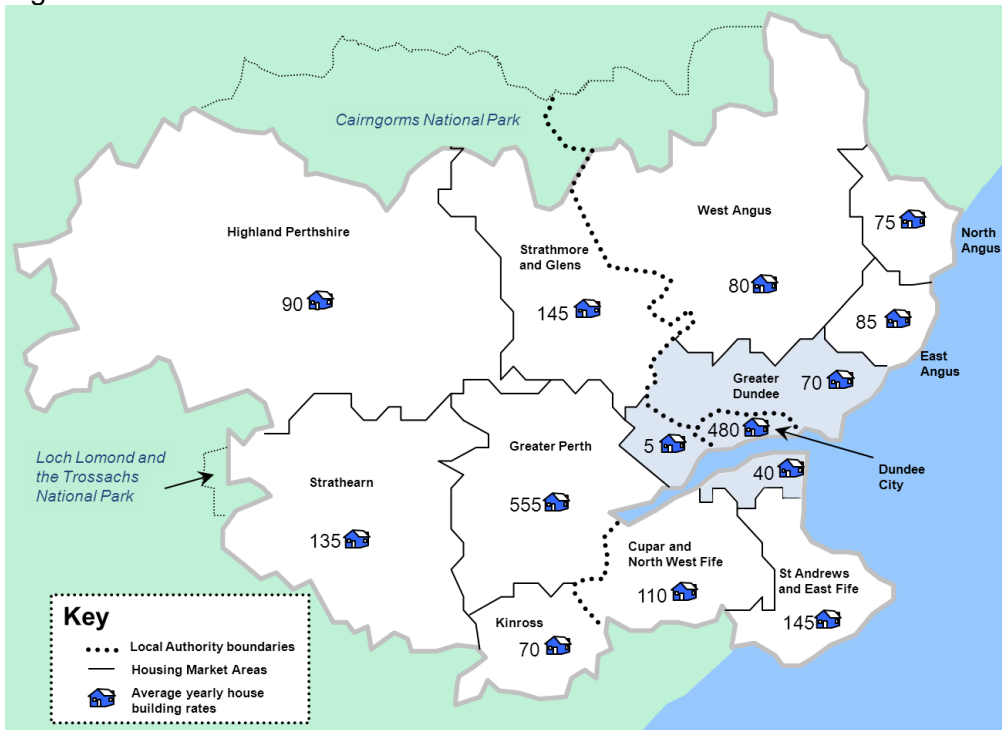 Cairngorms National Park
West Angus
Highland Perthshire
75
North
Angus
Strathmore
and Glens
80
90
145
85
East
Angus
Greater
Dundee
70
480
5
Greater Perth
Loch Lomond and
the Trossachs
National Park
Strathearn
40
Dundee
City
555
135
Cupar and
North West Fife
St Andrews
and East Fife
110
145
Kinross
70
Key
Local Authority boundaries
Housing Market Areas
Average yearly house
building rates